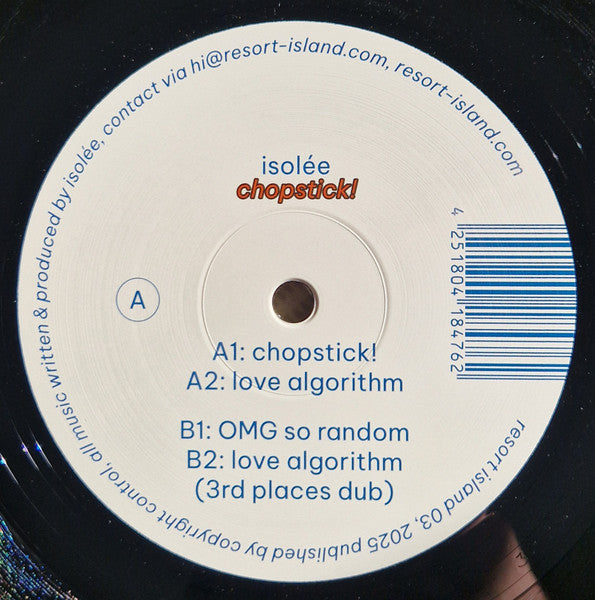 all music written & produced by isolée, contact via hi@resort-island.com, resort-island.com
isolée
chopstick!
4 251804 184762
A
A1: chopstick!
A2: love algorithm
B1: OMG so random
B2: love algorithm
(3rd places dub)
resort island 03, 2025 published by copyright control,